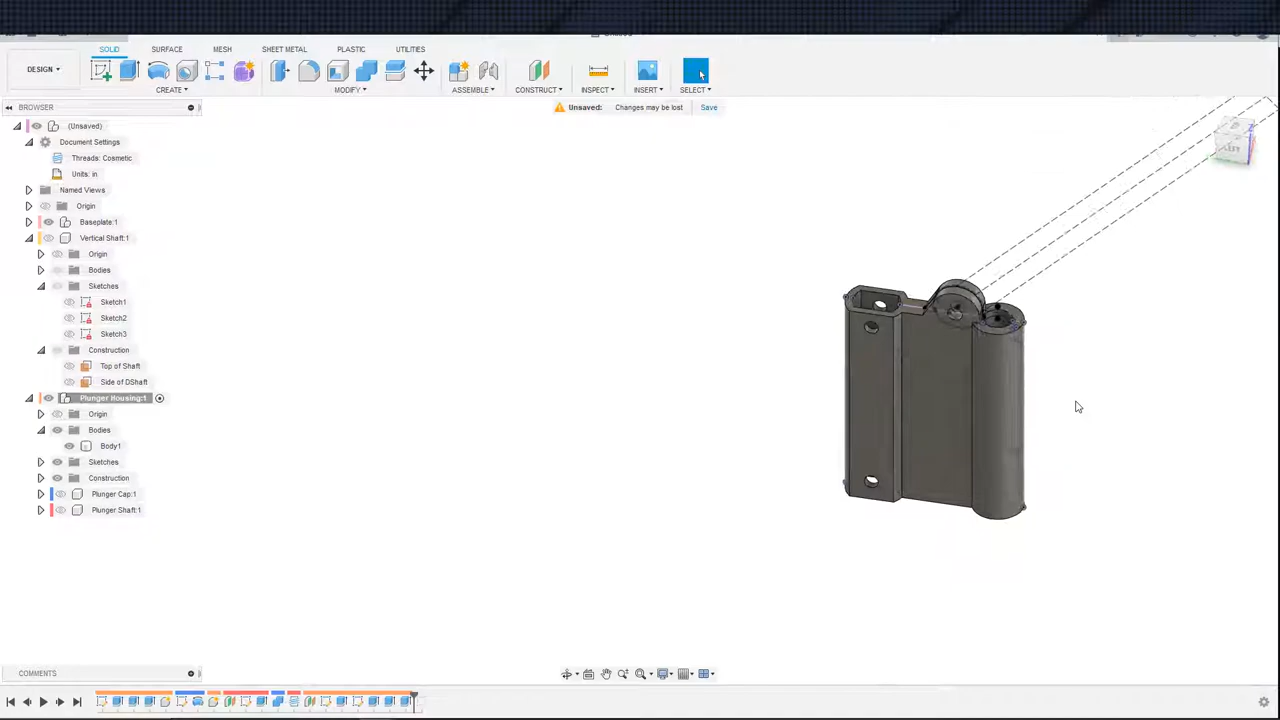 SOLID SURFACE MESH SHEET METAL PLASTIC UTILITIES
DESIGN
CREATE MODIFY ASSEMBLE CONSTRUCT INSPECT INSERT SELECT
BROWSER
Unsaved: Changes may be lost Save
(Unsaved)
Document Settings
Threads: Cosmetic
Units: in
Named Views
Origin
Baseplate:1
Vertical Shaft:1
Origin
Bodies
Sketches
Sketch1
Sketch2
Sketch3
Construction
Top of Shaft
Side of DShaft
Plunger Housing:1
Origin
Bodies
Body1
Sketches
Construction
Plunger Cap:1
Plunger Shaft:1
COMMENTS